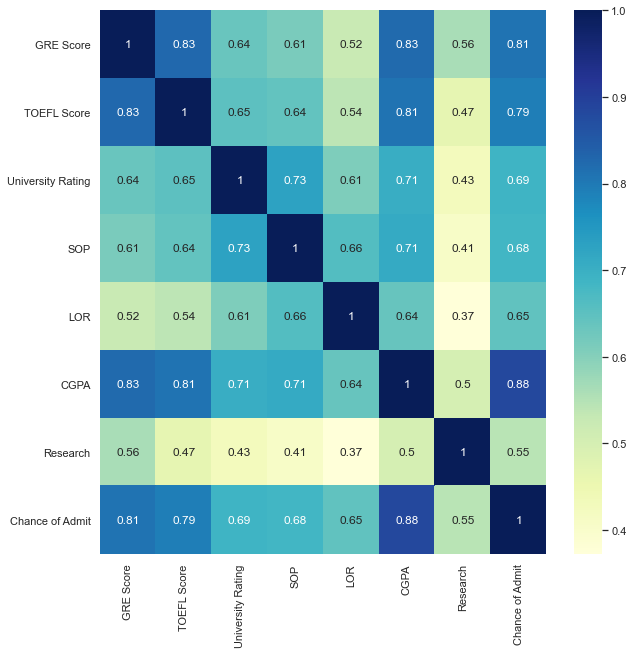 GRE Score 1 0.83 0.64 0.61 0.52 0.83 0.56 0.81
TOEFL Score 0.83 1 0.65 0.64 0.54 0.81 0.47 0.79
University Rating 0.64 0.65 1 0.73 0.61 0.71 0.43 0.69
SOP 0.61 0.64 0.73 1 0.66 0.71 0.41 0.68
LOR 0.52 0.54 0.61 0.66 1 0.64 0.37 0.65
CGPA 0.83 0.81 0.71 0.71 0.64 1 0.5 0.88
Research 0.56 0.47 0.43 0.41 0.37 0.5 1 0.55
Chance of Admit 0.81 0.79 0.69 0.68 0.65 0.88 0.55 1
GRE Score
TOEFL Score
University Rating
SOP
LOR
CGPA
Research
Chance of Admit
1.0
0.9
0.8
0.7
0.6
0.5
0.4